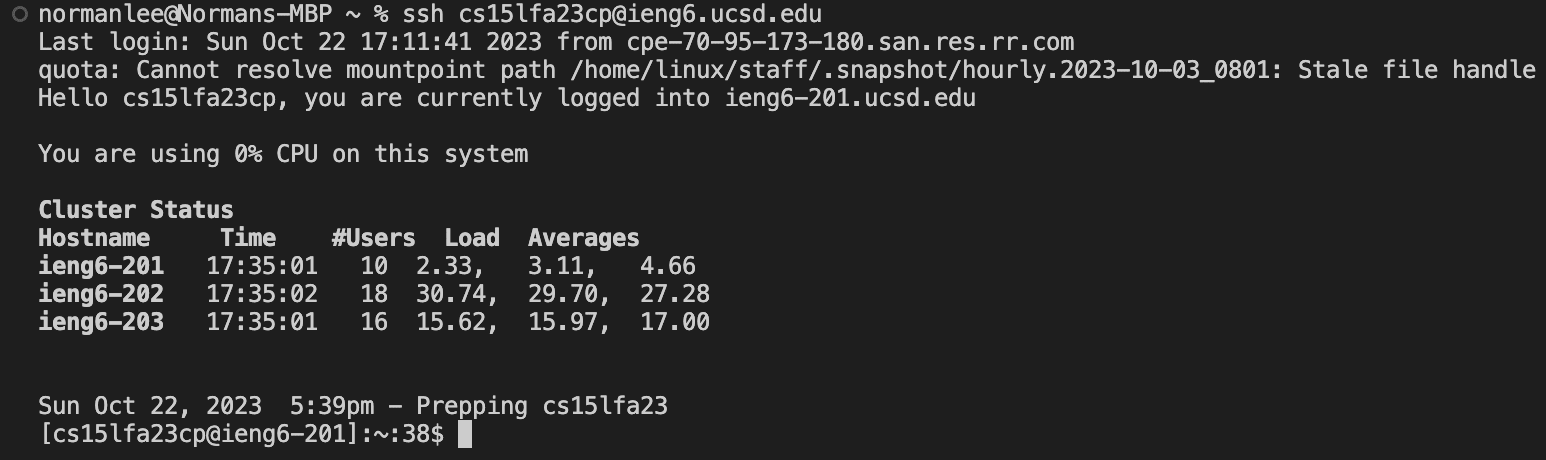 normanlee@Normans-MBP ~ % ssh cs15lfa23cp@ieng6.ucsd.edu
Last login: Sun Oct 22 17:11:41 2023 from cpe-70-95-173-180.san.res.rr.com
quota: Cannot resolve mountpoint path /home/linux/staff/.snapshot/hourly.2023-10-03_0801: Stale file handle
Hello cs15lfa23cp, you are currently logged into ieng6-201.ucsd.edu
You are using 0% CPU on this system
Cluster Status
Hostname     Time    #Users  Load  Averages
ieng6-201   17:35:01   10  2.33,   3.11,   4.66
ieng6-202   17:35:02   18  30.74,  29.70,  27.28
ieng6-203   17:35:01   16  15.62,  15.97,  17.00
Sun Oct 22, 2023  5:39pm - Prepping cs15lfa23
[cs15lfa23cp@ieng6-201]:~:38$